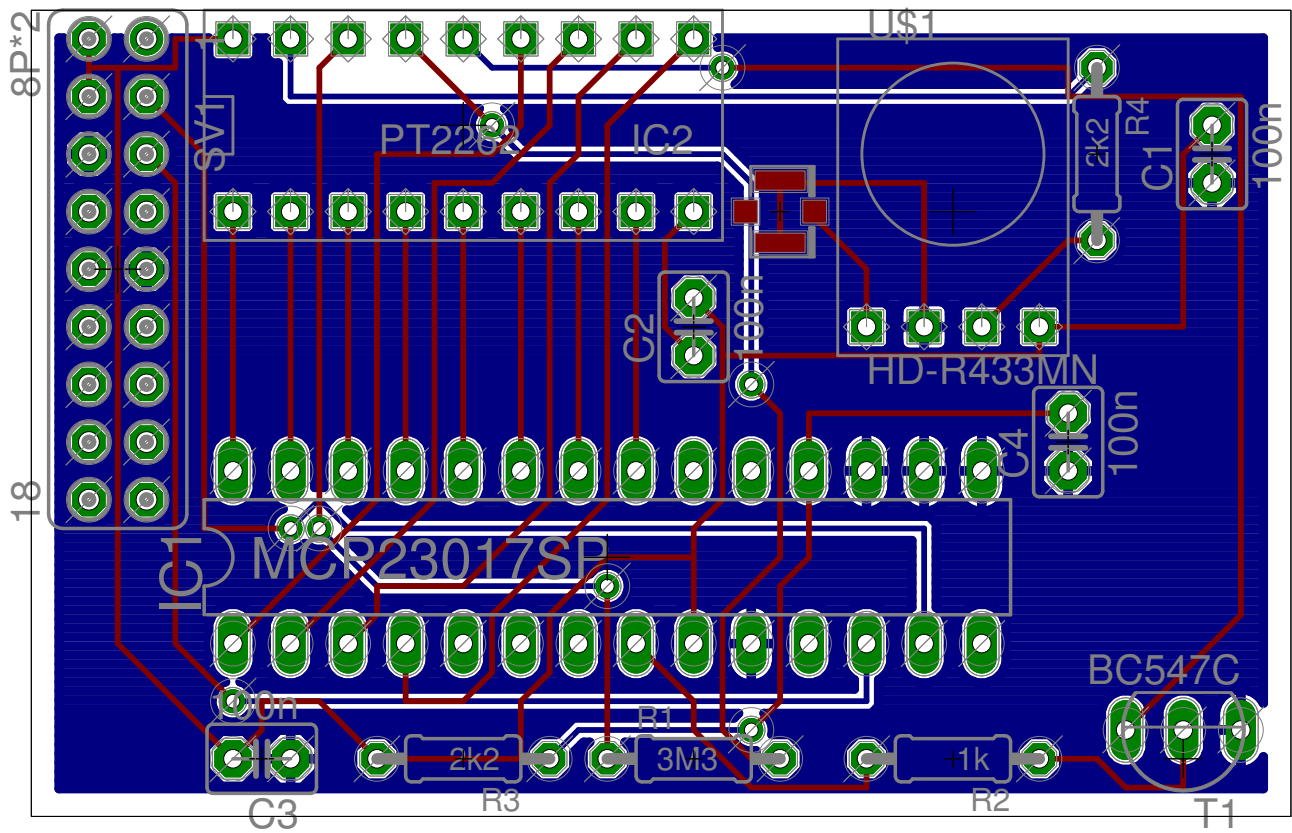 8P*2
1
SV1
18
PT2262
IC2
U$1
2k2
R4
C1
100n
C2
100n
HD-R433MN
C4
100n
IC1
MCP23017SP
100n
C3
2k2
R3
R1
3M3
1k
R2
BC547C
T1